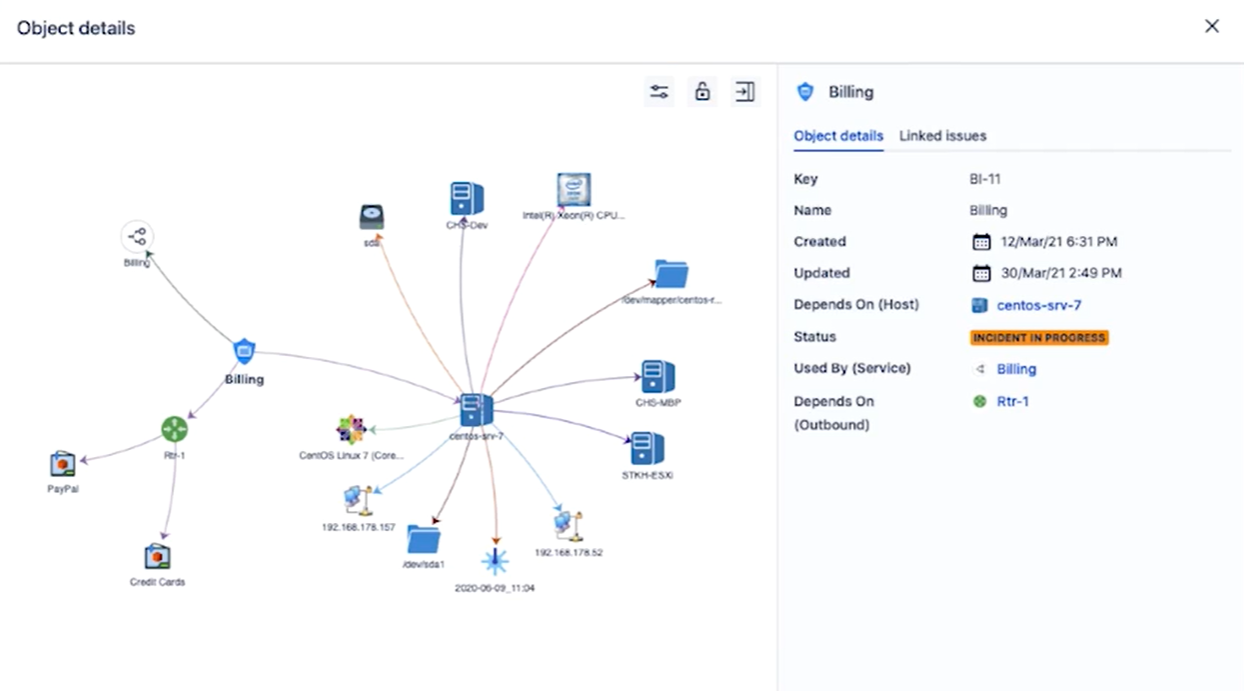 Object details
Billing
Object details Linked issues
Key BI-11
Name Billing
Created 12/Mar/21 6:31 PM
Updated 30/Mar/21 2:49 PM
Depends On (Host) centos-srv-7
Status INCIDENT IN PROGRESS
Used By (Service) Billing
Depends On Rtr-1
(Outbound)
intel
Intel(R) Xeon(R) CPU...
CHS-Dev
sda
Billing
/dev/mapper/centos-r...
Billing
CHS-MBP
centos-srv-7
CentOS Linux 7 (Core...
Rtr-1
STKH-ESXi
PayPal
192.168.178.157
192.168.178.52
/dev/sda1
Credit Cards
2020-06-09_11:04